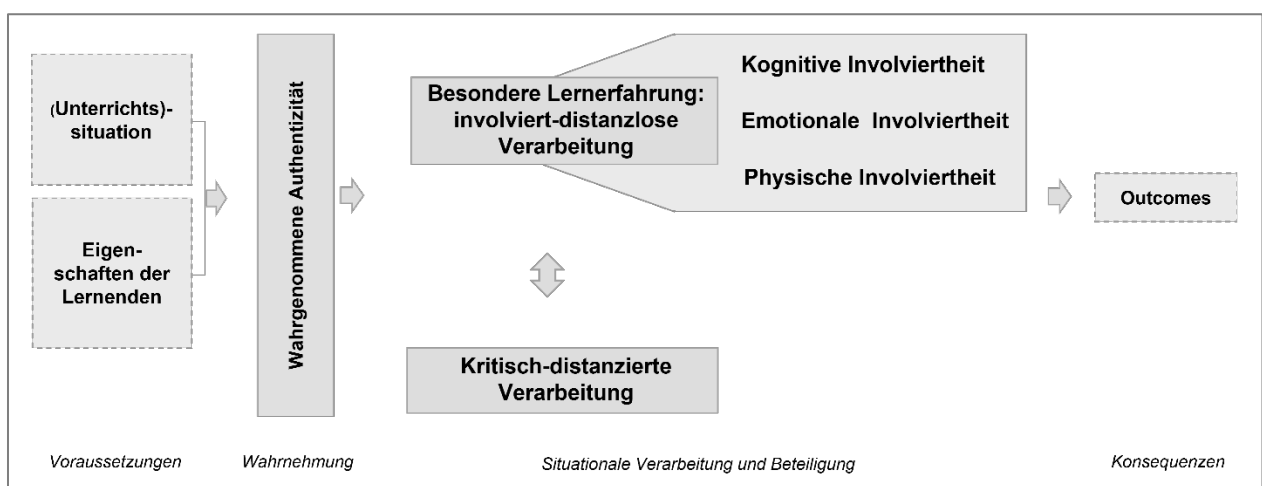 (Unterrichts)-
situation
Eigen-
schaften der
Lernenden
Wahrgenommene Authentizität
Besondere Lernerfahrung:
involviert-distanzlose
Verarbeitung
Kognitive Involviertheit
Emotionale Involviertheit
Physische Involviertheit
Kritisch-distanzierte
Verarbeitung
Outcomes
Voraussetzungen
Wahrnehmung
Situationale Verarbeitung und Beteiligung
Konsequenzen